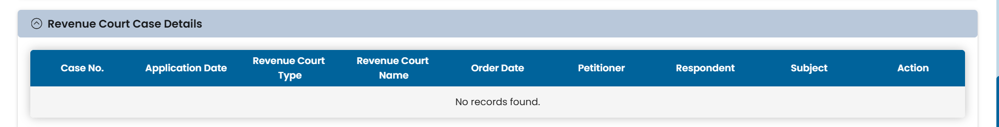 Revenue Court Case Details
Case No. Application Date Revenue Court Type Revenue Court Name Order Date Petitioner Respondent Subject Action
No records found.